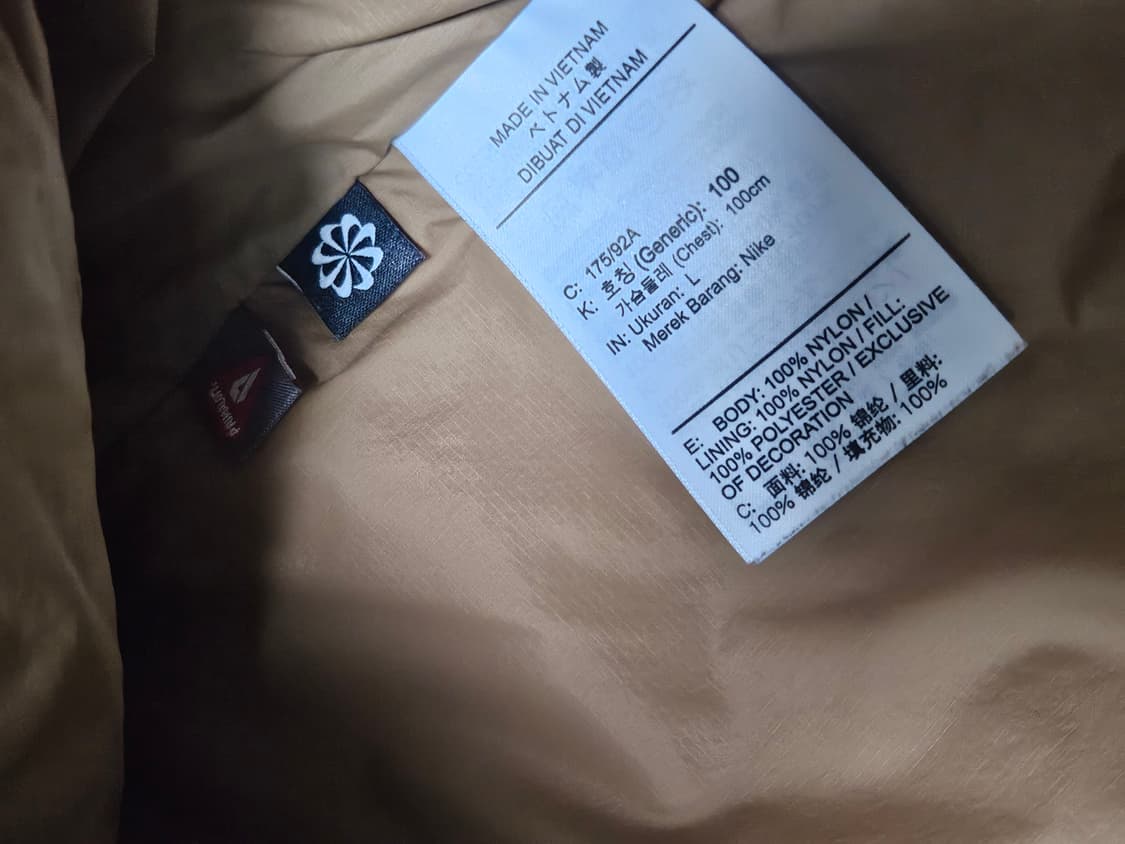 MADE IN VIETNAM
ベトナム製
DIBUAT DI VIETNAM
C: 175/92A
K: 호칭 (Generic): 100
가슴둘레 (Chest): 100cm
IN: Ukuran: L
Merek Barang: Nike
E: BODY: 100% NYLON /
LINING: 100% NYLON / FILL:
100% POLYESTER / EXCLUSIVE
OF DECORATION
C: 面料: 100% 锦纶 / 里料:
100% 锦纶 / 填充物: 100%
PRIMALOFT